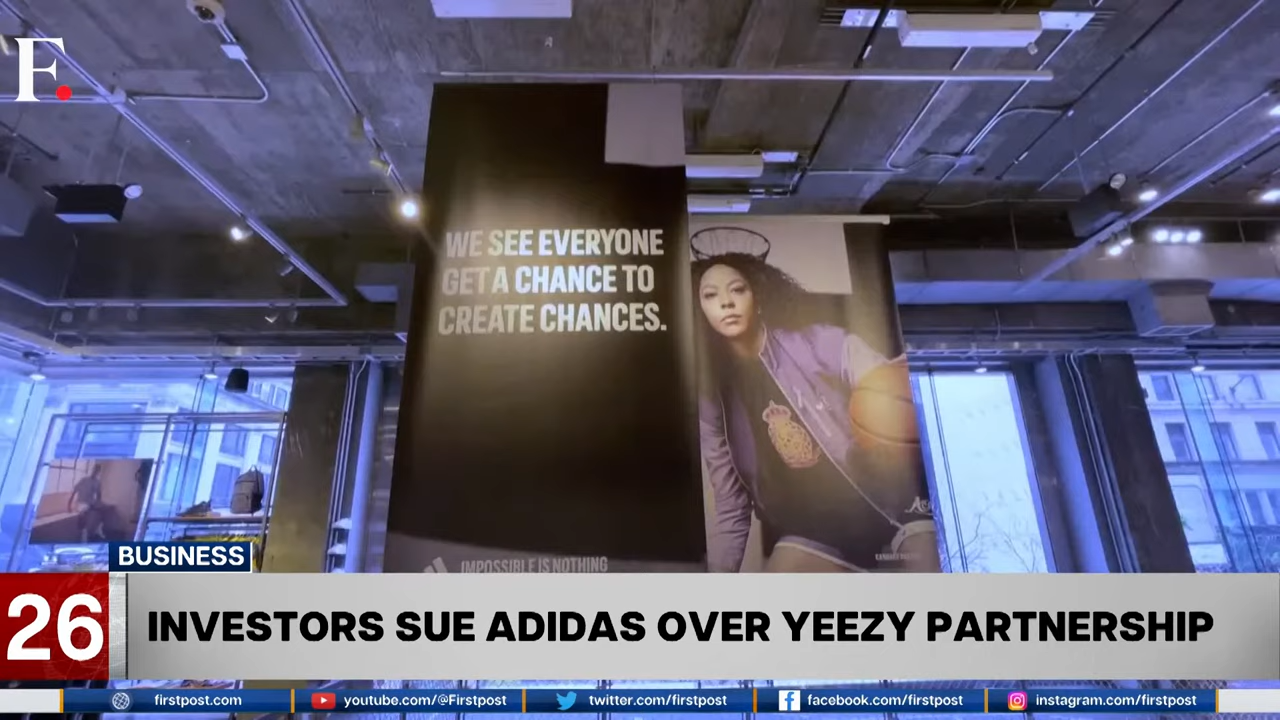 F.
WE SEE EVERYONE
GET A CHANCE TO
CREATE CHANCES.
IMPOSSIBLE IS NOTHING
BUSINESS
26
INVESTORS SUE ADIDAS OVER YEEZY PARTNERSHIP
firstpost.com
youtube.com/@Firstpost
twitter.com/firstpost
facebook.com/firstpost
instagram.com/firstpost